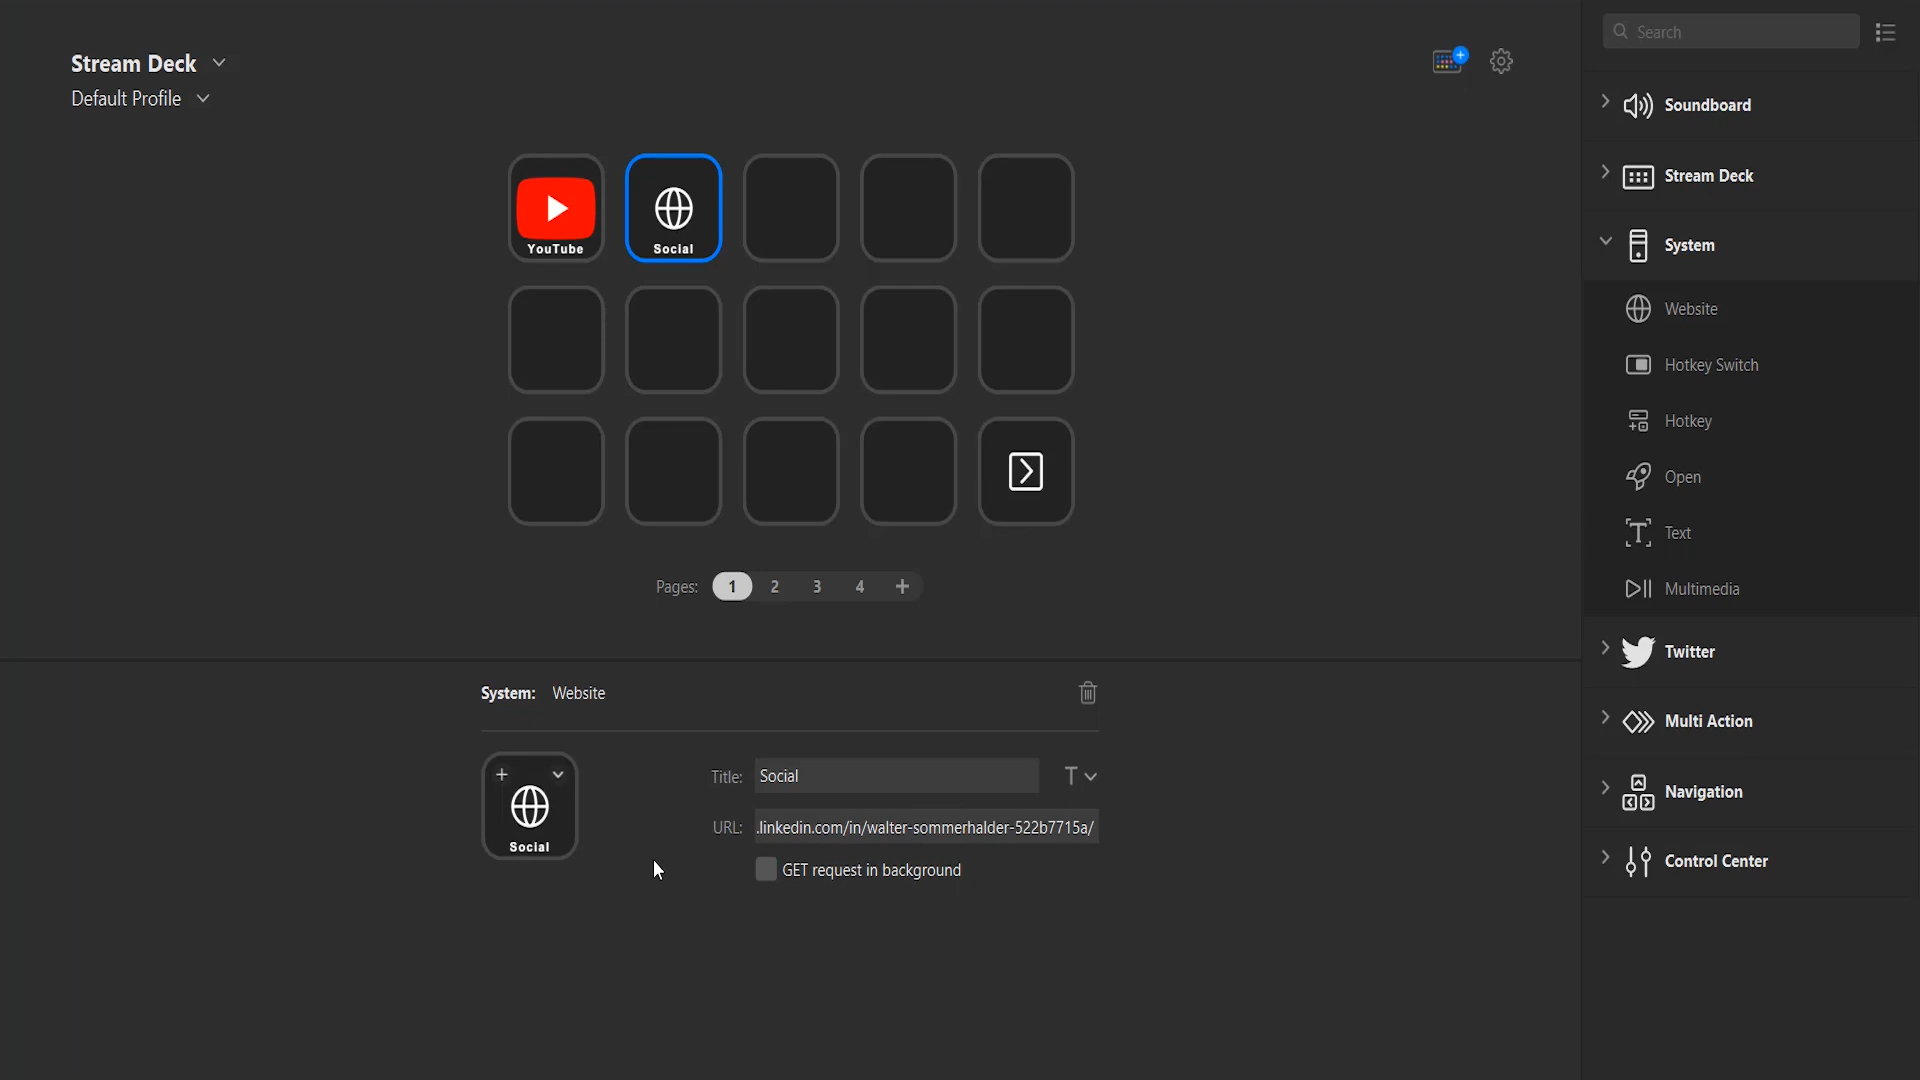 Stream Deck
Default Profile
YouTube
Social
Pages: 1 2 3 4 +
System: Website
Social
Title: Social T
URL: .linkedin.com/in/walter-sommerhalder-522b7715a/
GET request in background
Search
Soundboard
Stream Deck
System
Website
Hotkey Switch
Hotkey
Open
Text
Multimedia
Twitter
Multi Action
Navigation
Control Center